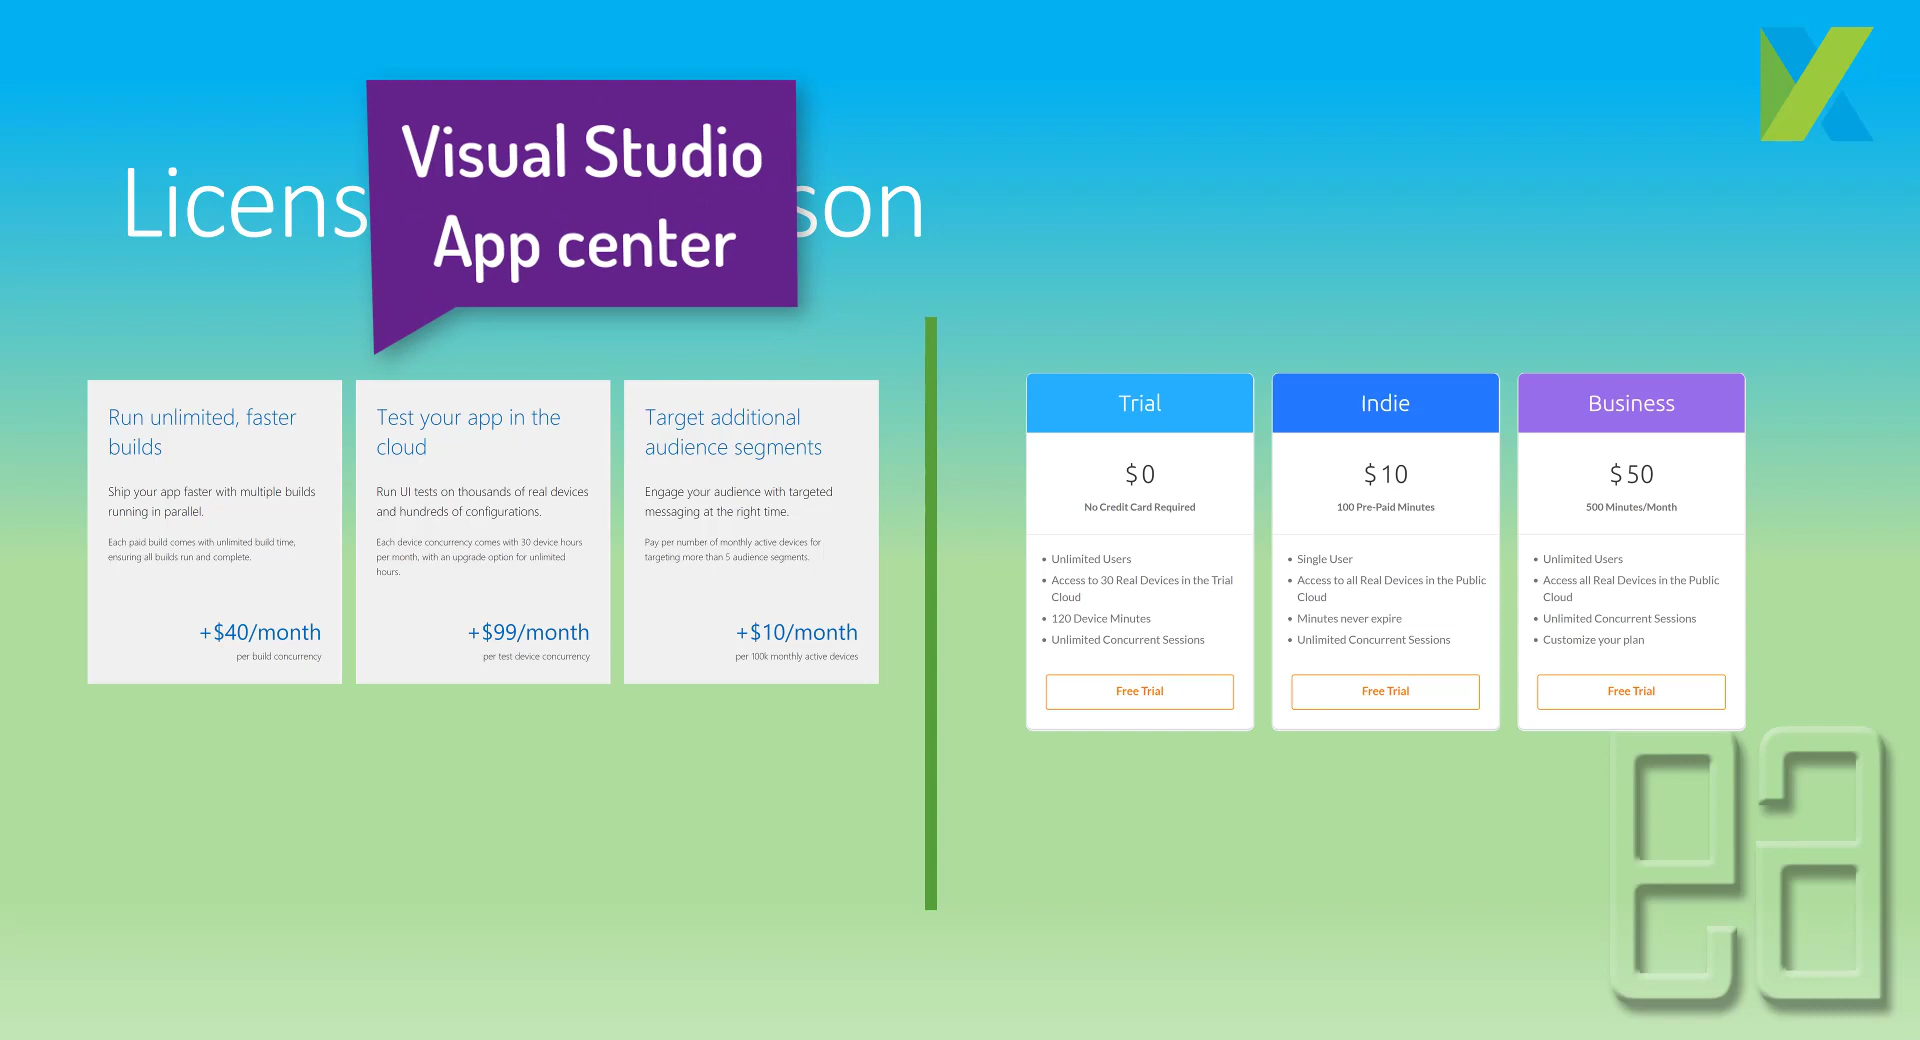 Visual Studio
App center
Licens son
Run unlimited, faster
builds
Ship your app faster with multiple builds
running in parallel.
Each paid build comes with unlimited build time,
ensuring all builds run and complete.
+$40/month
per build concurrency
Test your app in the
cloud
Run UI tests on thousands of real devices
and hundreds of configurations.
Each device concurrency comes with 30 device hours
per month, with an upgrade option for unlimited
hours.
+$99/month
per test device concurrency
Target additional
audience segments
Engage your audience with targeted
messaging at the right time.
Pay per number of monthly active devices for
targeting more than 5 audience segments.
+$10/month
per 100k monthly active devices
Trial
$0
No Credit Card Required
• Unlimited Users
• Access to 30 Real Devices in the Trial
Cloud
• 120 Device Minutes
• Unlimited Concurrent Sessions
Free Trial
Indie
$10
100 Pre-Paid Minutes
• Single User
• Access to all Real Devices in the Public
Cloud
• Minutes never expire
• Unlimited Concurrent Sessions
Free Trial
Business
$50
500 Minutes/Month
• Unlimited Users
• Access all Real Devices in the Public
Cloud
• Unlimited Concurrent Sessions
• Customize your plan
Free Trial
ea